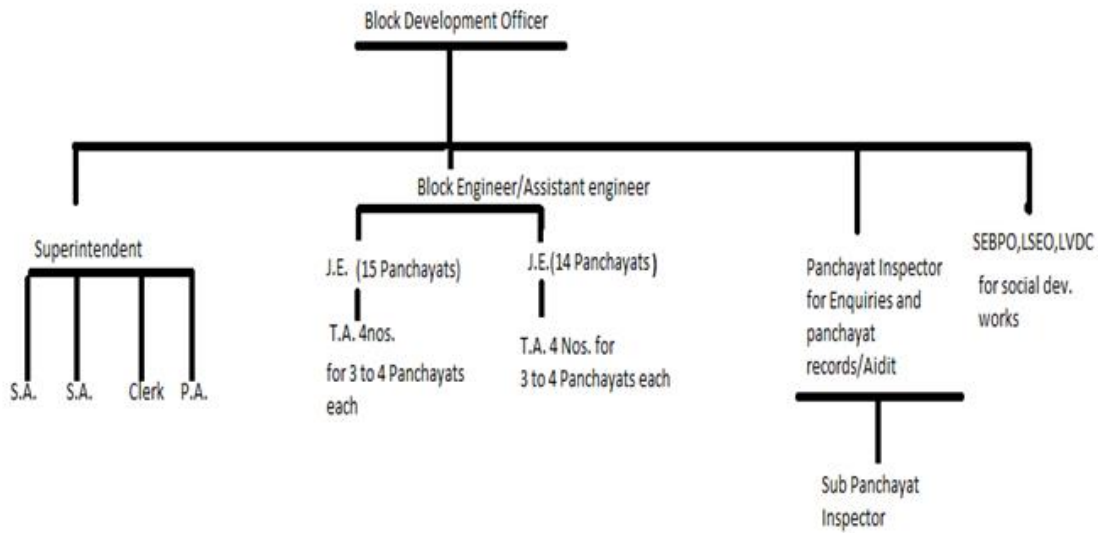 Block Development Officer
Block Engineer/Assistant engineer
Superintendent
S.A.
S.A.
Clerk
P.A.
J.E. (15 Panchayats)
T.A. 4nos.
for 3 to 4 Panchayats
each
J.E.(14 Panchayats)
T.A. 4 Nos. for
3 to 4 Panchayats each
Panchayat Inspector
for Enquiries and
panchayat
records/Aidit
Sub Panchayat
Inspector
SEBPO,LSEO,LVDC
for social dev.
works